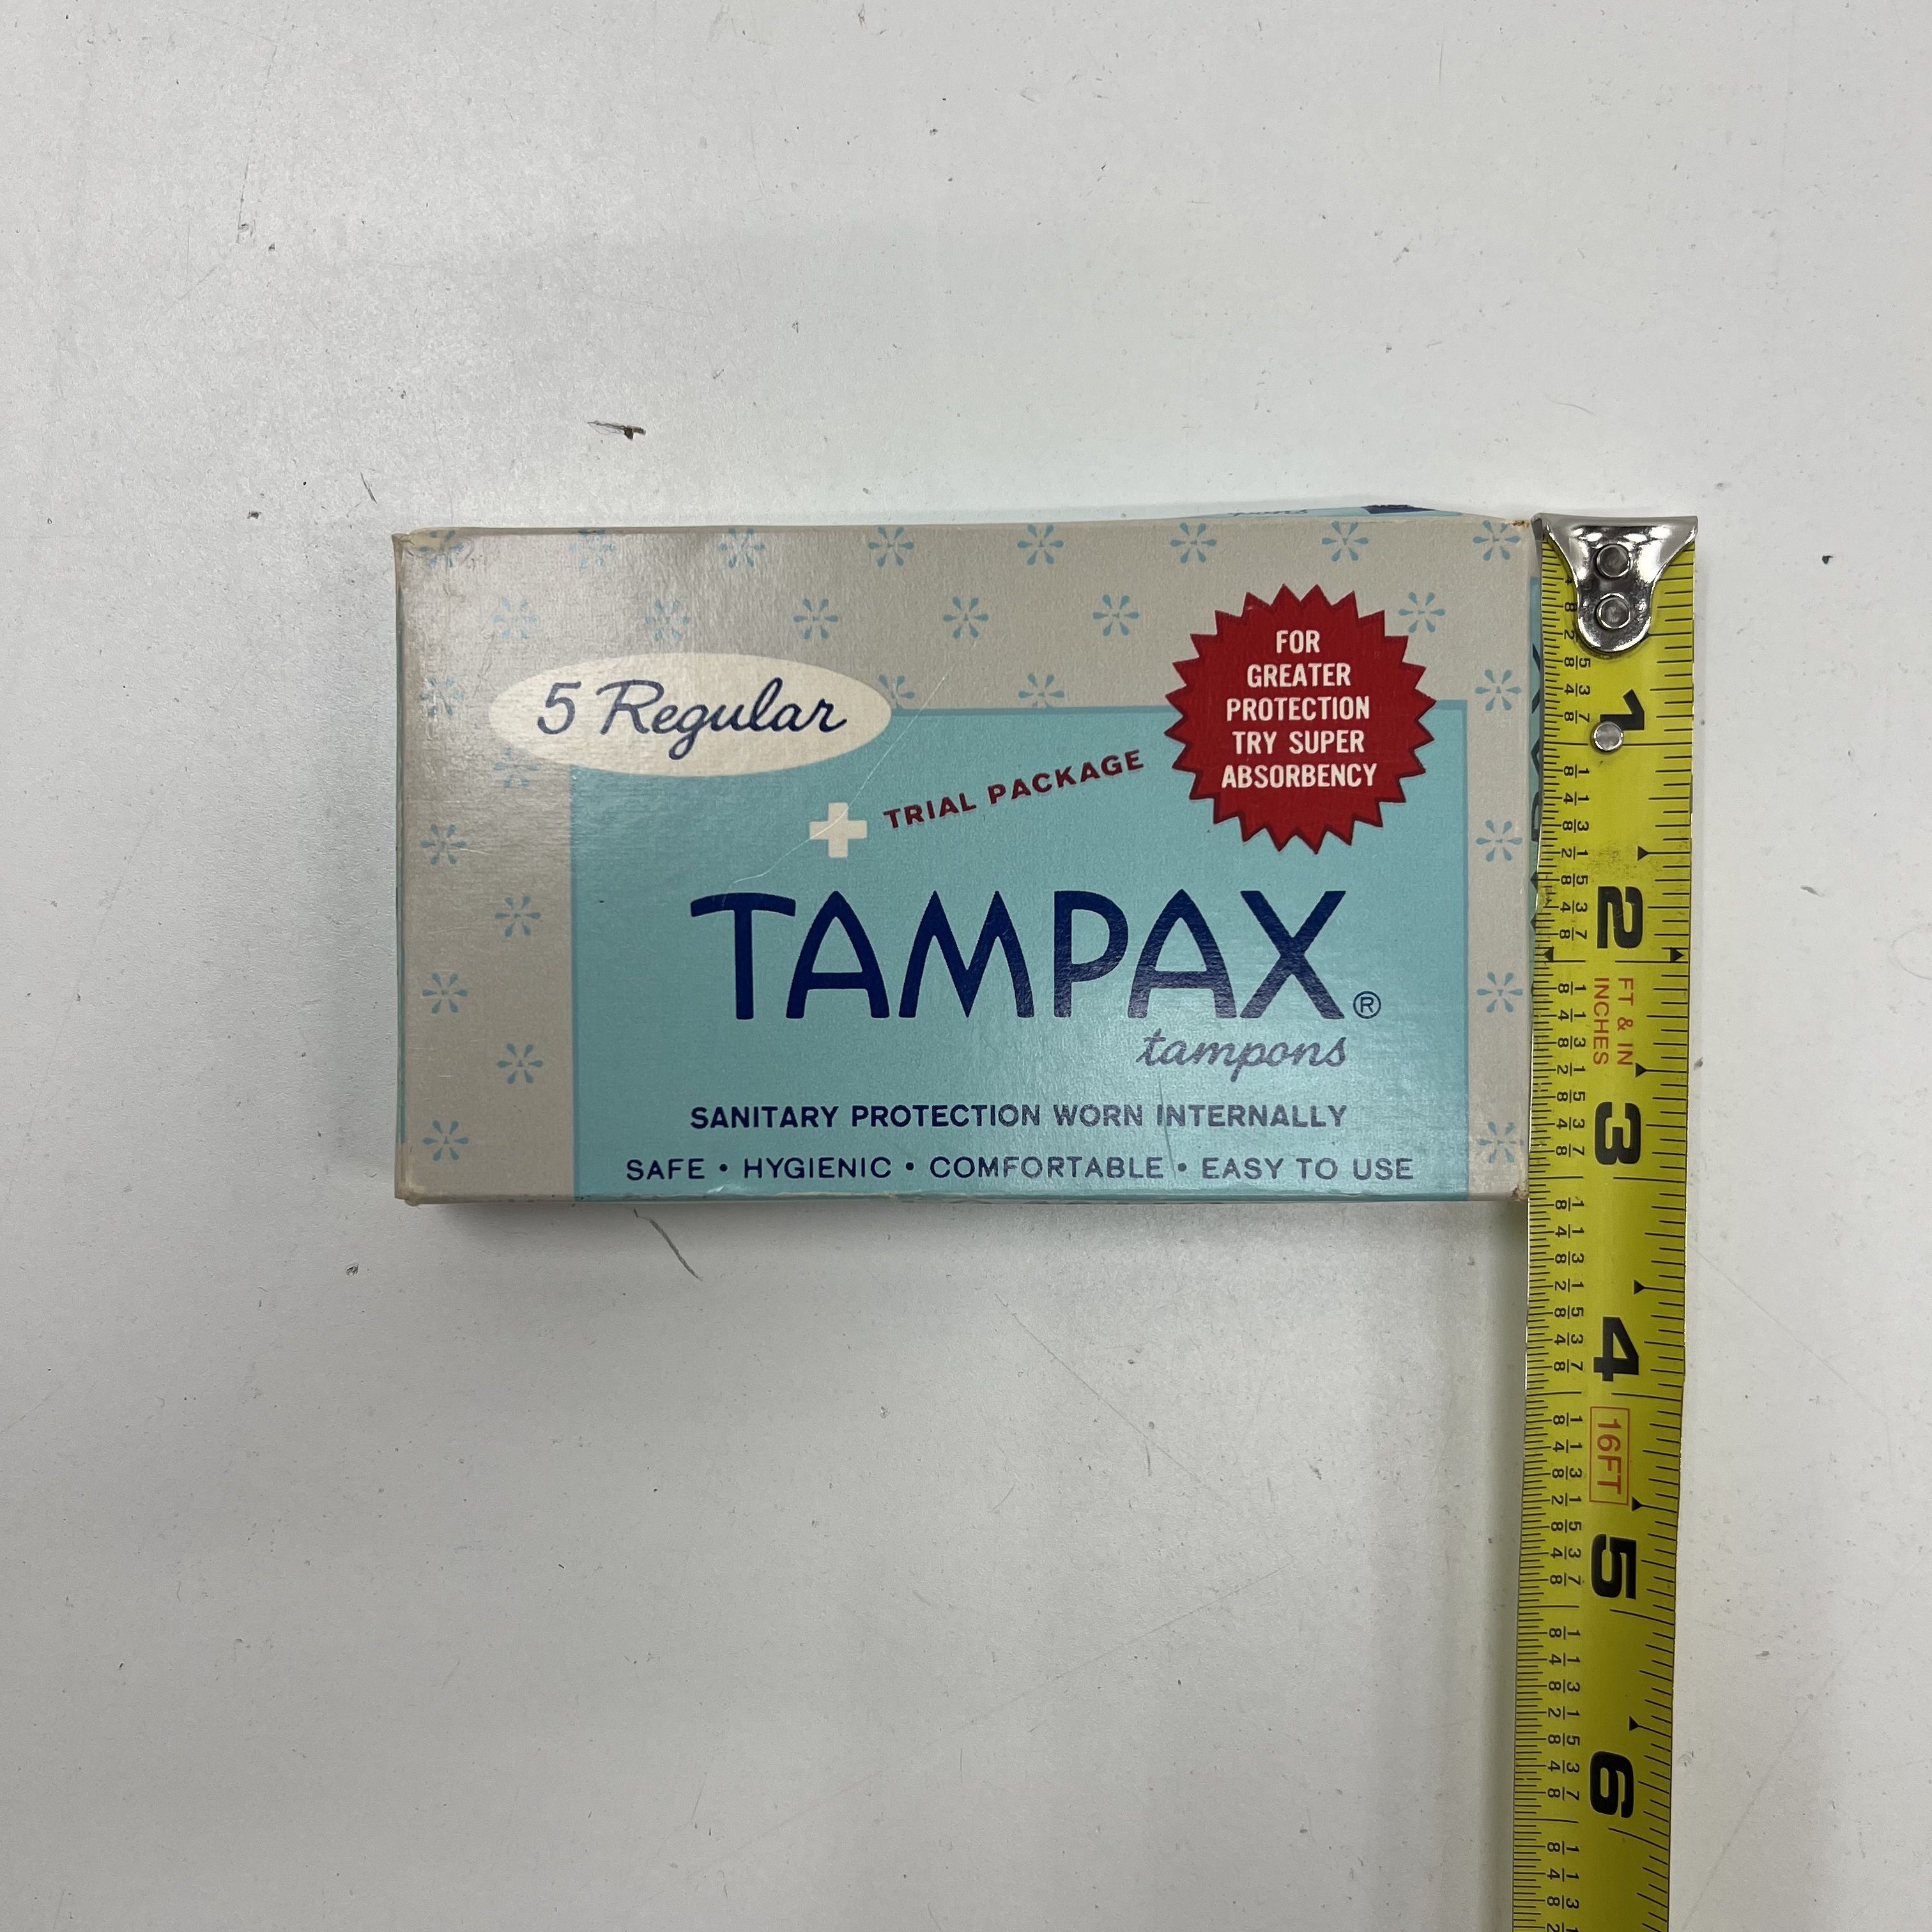 5 Regular
TRIAL PACKAGE
FOR
GREATER
PROTECTION
TRY SUPER
ABSORBENCY
TAMPAX®
tampons
SANITARY PROTECTION WORN INTERNALLY
SAFE • HYGIENIC • COMFORTABLE • EASY TO USE
1
2
FT & IN
INCHES
3
4
16FT
5
6